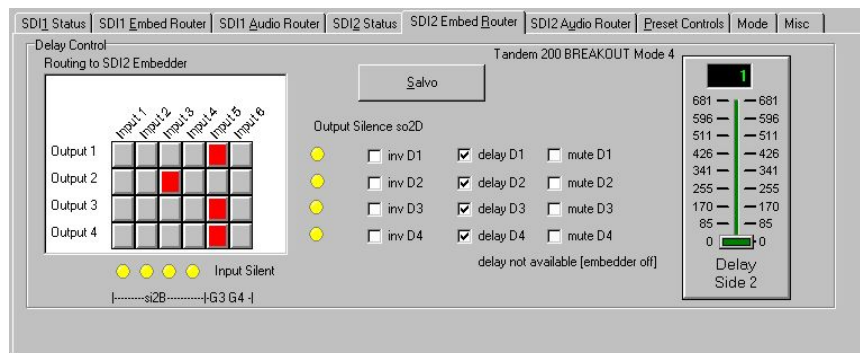 SDI1 Status SDI1 Embed Router SDI1 Audio Router SDI2 Status SDI2 Embed Router SDI2 Audio Router Preset Controls Mode Misc
Delay Control
Routing to SDI2 Embedder
Tandem 200 BREAKOUT Mode 4
Salvo
1
Input 1 Input 2 Input 3 Input 4 Input 5 Input 6
Output Silence so2D
Output 1 inv D1 delay D1 mute D1
Output 2 inv D2 delay D2 mute D2
Output 3 inv D3 delay D3 mute D3
Output 4 inv D4 delay D4 mute D4
delay not available [embedder off]
Input Silent
|---------si2B----------|-G3 G4 -|
681 681
596 596
511 511
426 426
341 341
255 255
170 170
85 85
0 0
Delay
Side 2